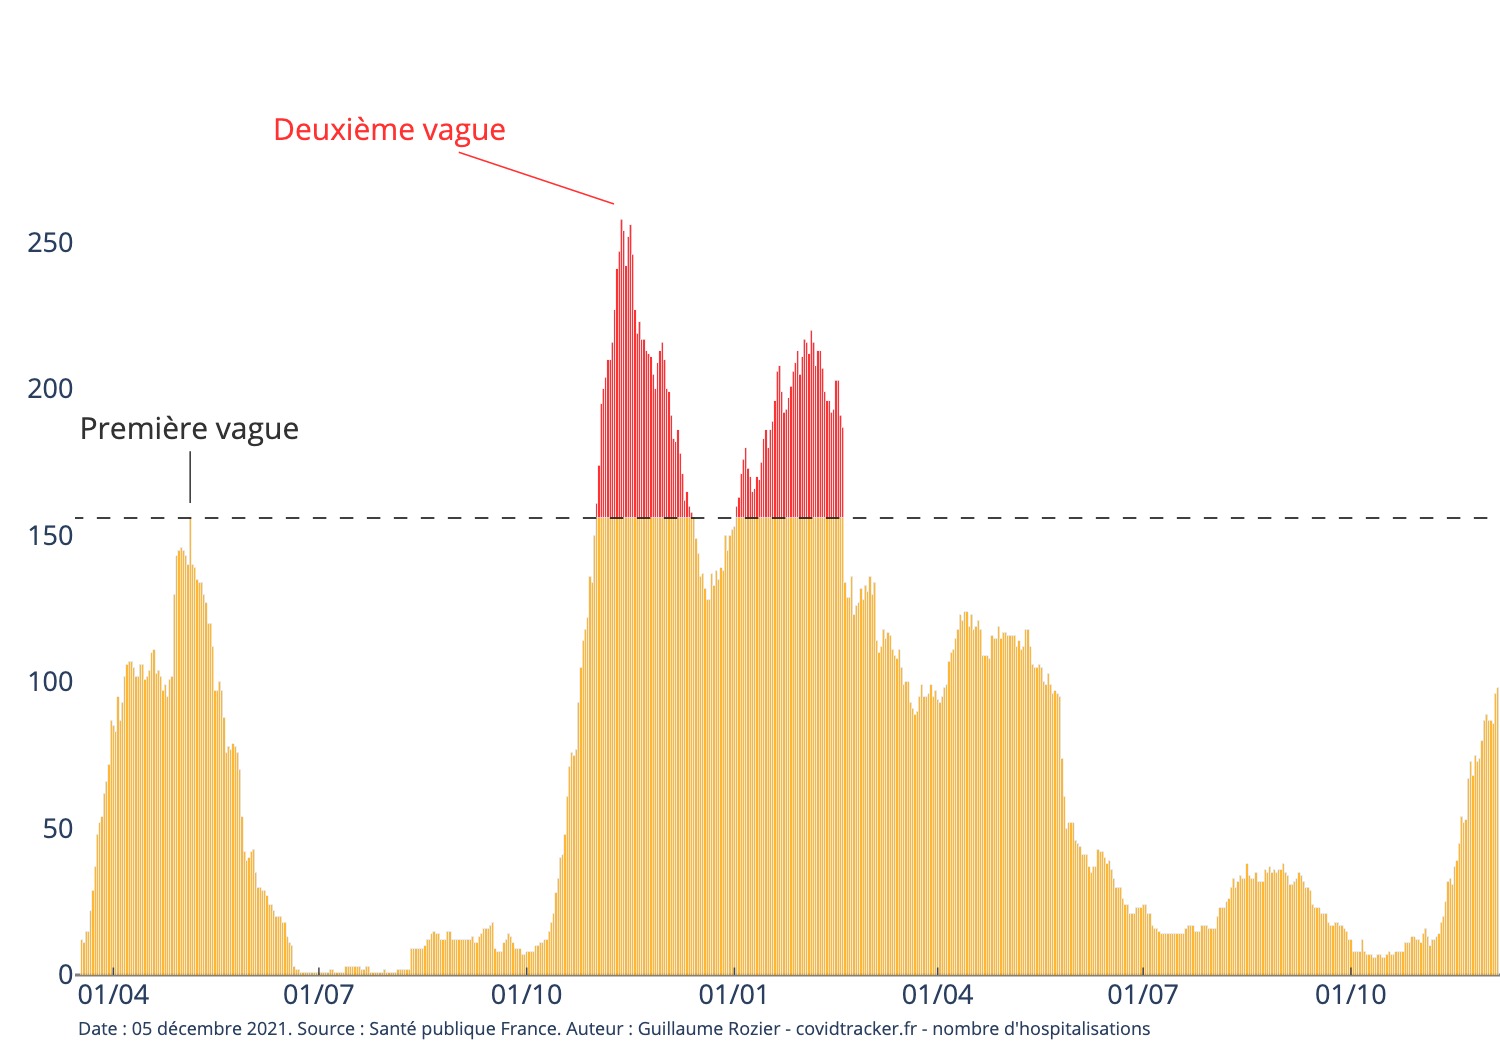 Deuxième vague
250
200
Première vague
150
100
50
0
01/04 01/07 01/10 01/01 01/04 01/07 01/10
Date : 05 décembre 2021. Source : Santé publique France. Auteur : Guillaume Rozier - covidtracker.fr - nombre d'hospitalisations